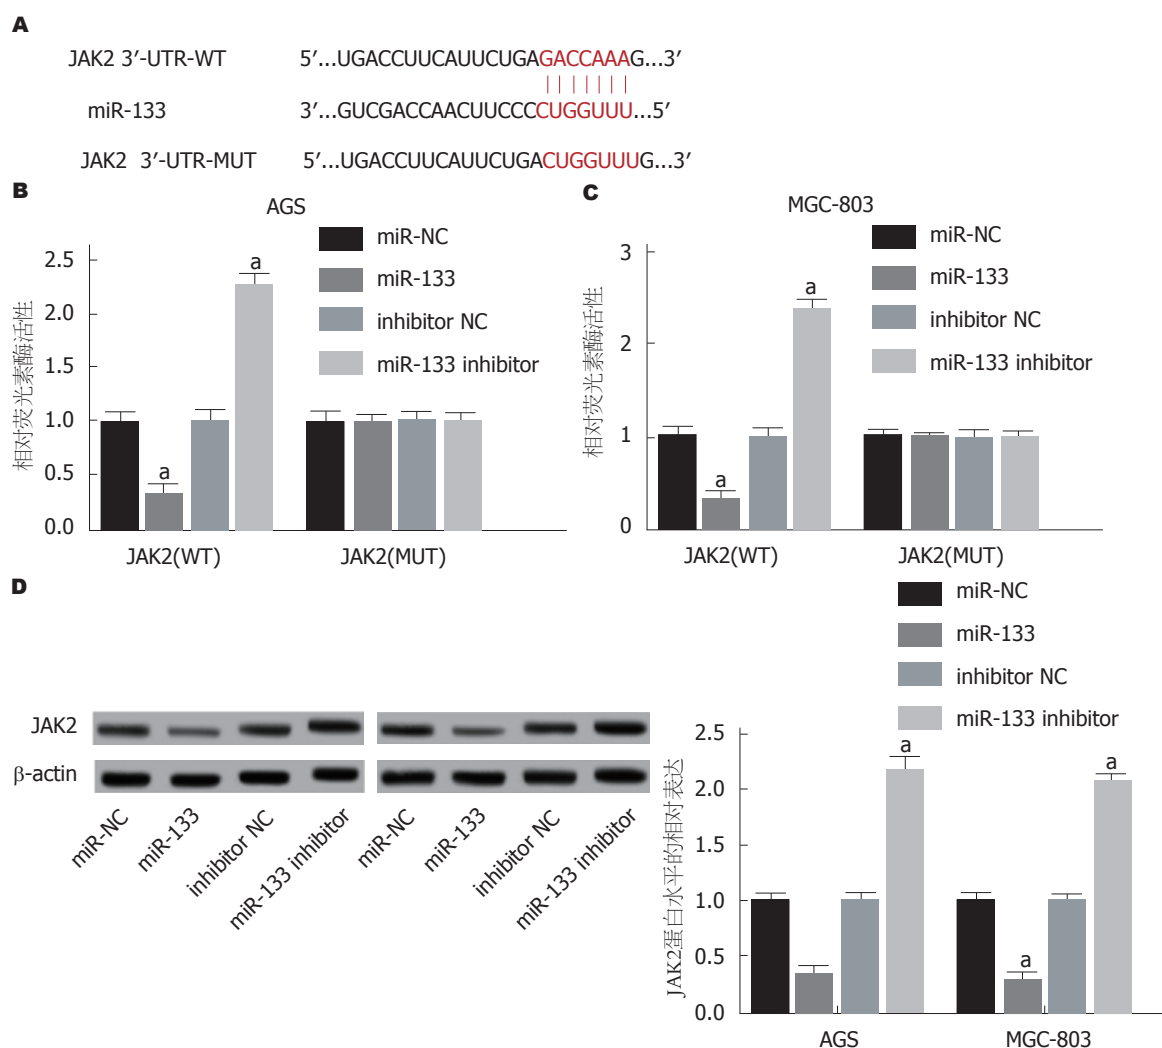 A
JAK2 3′-UTR-WT 5′...UGACCUUCAUUCUGAGACCAAAG...3′
miR-133 3′...GUCGACCAACUUCCCCUGGUUU...5′
JAK2 3′-UTR-MUT 5′...UGACCUUCAUUCUGACUGGUUUG...3′
B
AGS
miR-NC
miR-133
inhibitor NC
miR-133 inhibitor
相对荧光素酶活性
2.5
2.0
1.5
1.0
0.5
0.0
a
a
JAK2(WT)
JAK2(MUT)
C
MGC-803
miR-NC
miR-133
inhibitor NC
miR-133 inhibitor
相对荧光素酶活性
3
2
1
0
a
a
JAK2(WT)
JAK2(MUT)
D
JAK2
β-actin
miR-NC
miR-133
inhibitor NC
miR-133 inhibitor
miR-NC
miR-133
inhibitor NC
miR-133 inhibitor
miR-NC
miR-133
inhibitor NC
miR-133 inhibitor
JAK2蛋白水平的相对表达
2.5
2.0
1.5
1.0
0.5
0.0
a
a
a
AGS
MGC-803